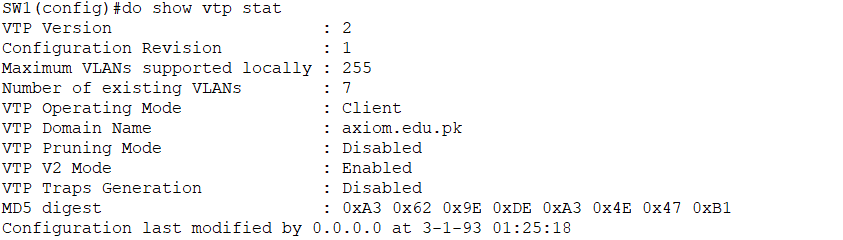 SW1(config)#do show vtp stat
VTP Version                     : 2
Configuration Revision          : 1
Maximum VLANs supported locally : 255
Number of existing VLANs        : 7
VTP Operating Mode              : Client
VTP Domain Name                 : axiom.edu.pk
VTP Pruning Mode                : Disabled
VTP V2 Mode                     : Enabled
VTP Traps Generation            : Disabled
MD5 digest                      : 0xA3 0x62 0x9E 0xDE 0xA3 0x4E 0x47 0xB1
Configuration last modified by 0.0.0.0 at 3-1-93 01:25:18